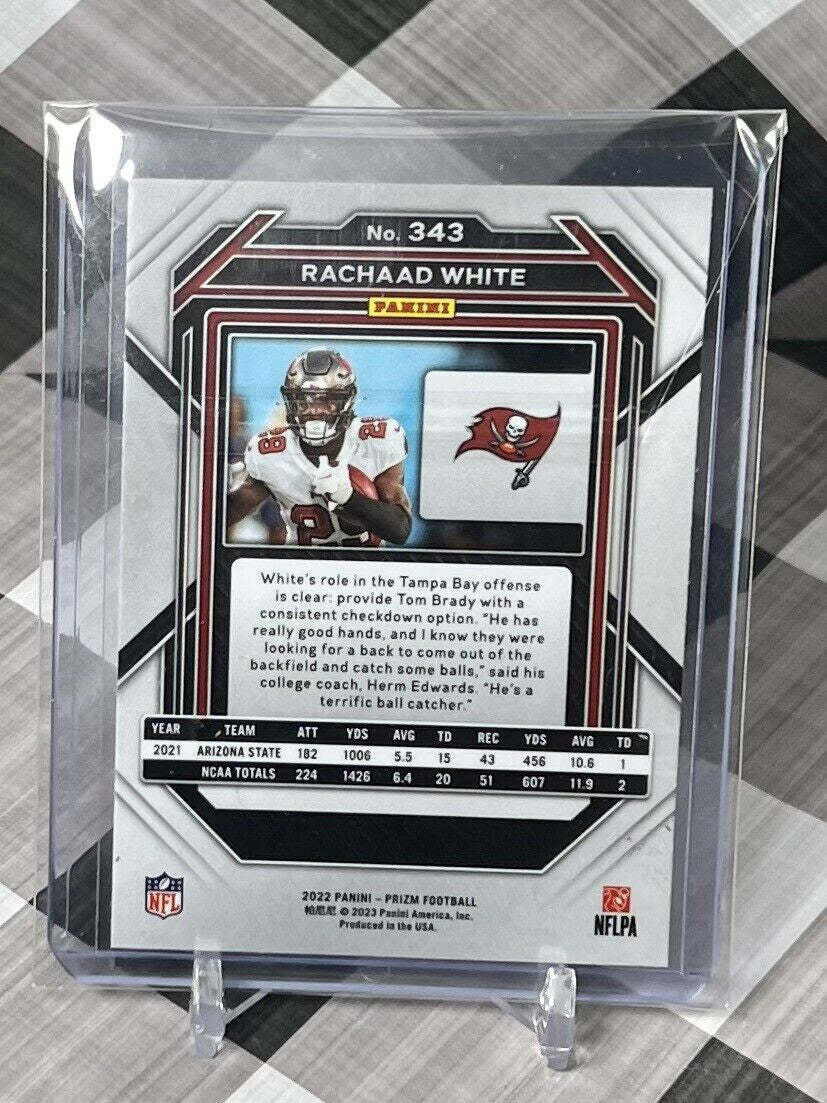 No. 343
RACHAAD WHITE
PANINI
29
29
White's role in the Tampa Bay offense
is clear: provide Tom Brady with a
consistent checkdown option. "He has
really good hands, and I know they were
looking for a back to come out of the
backfield and catch some balls," said his
college coach, Herm Edwards. "He's a
terrific ball catcher."
YEAR TEAM ATT YDS AVG TD REC YDS AVG TD
2021 ARIZONA STATE 182 1006 5.5 15 43 456 10.6 1
NCAA TOTALS 224 1426 6.4 20 51 607 11.9 2
2022 PANINI – PRIZM FOOTBALL
帕尼尼 © 2023 Panini America, Inc.
Produced in the USA.
NFL
NFLPA